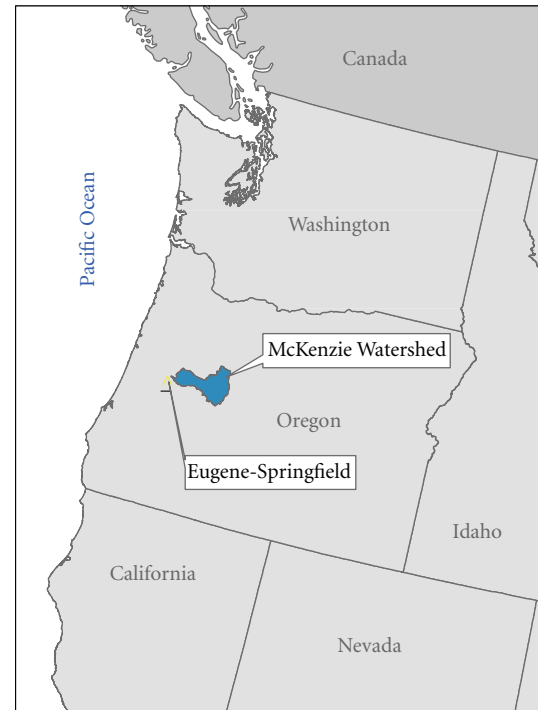 Canada
Washington
Pacific Ocean
McKenzie Watershed
Oregon
Eugene-Springfield
Idaho
California
Nevada